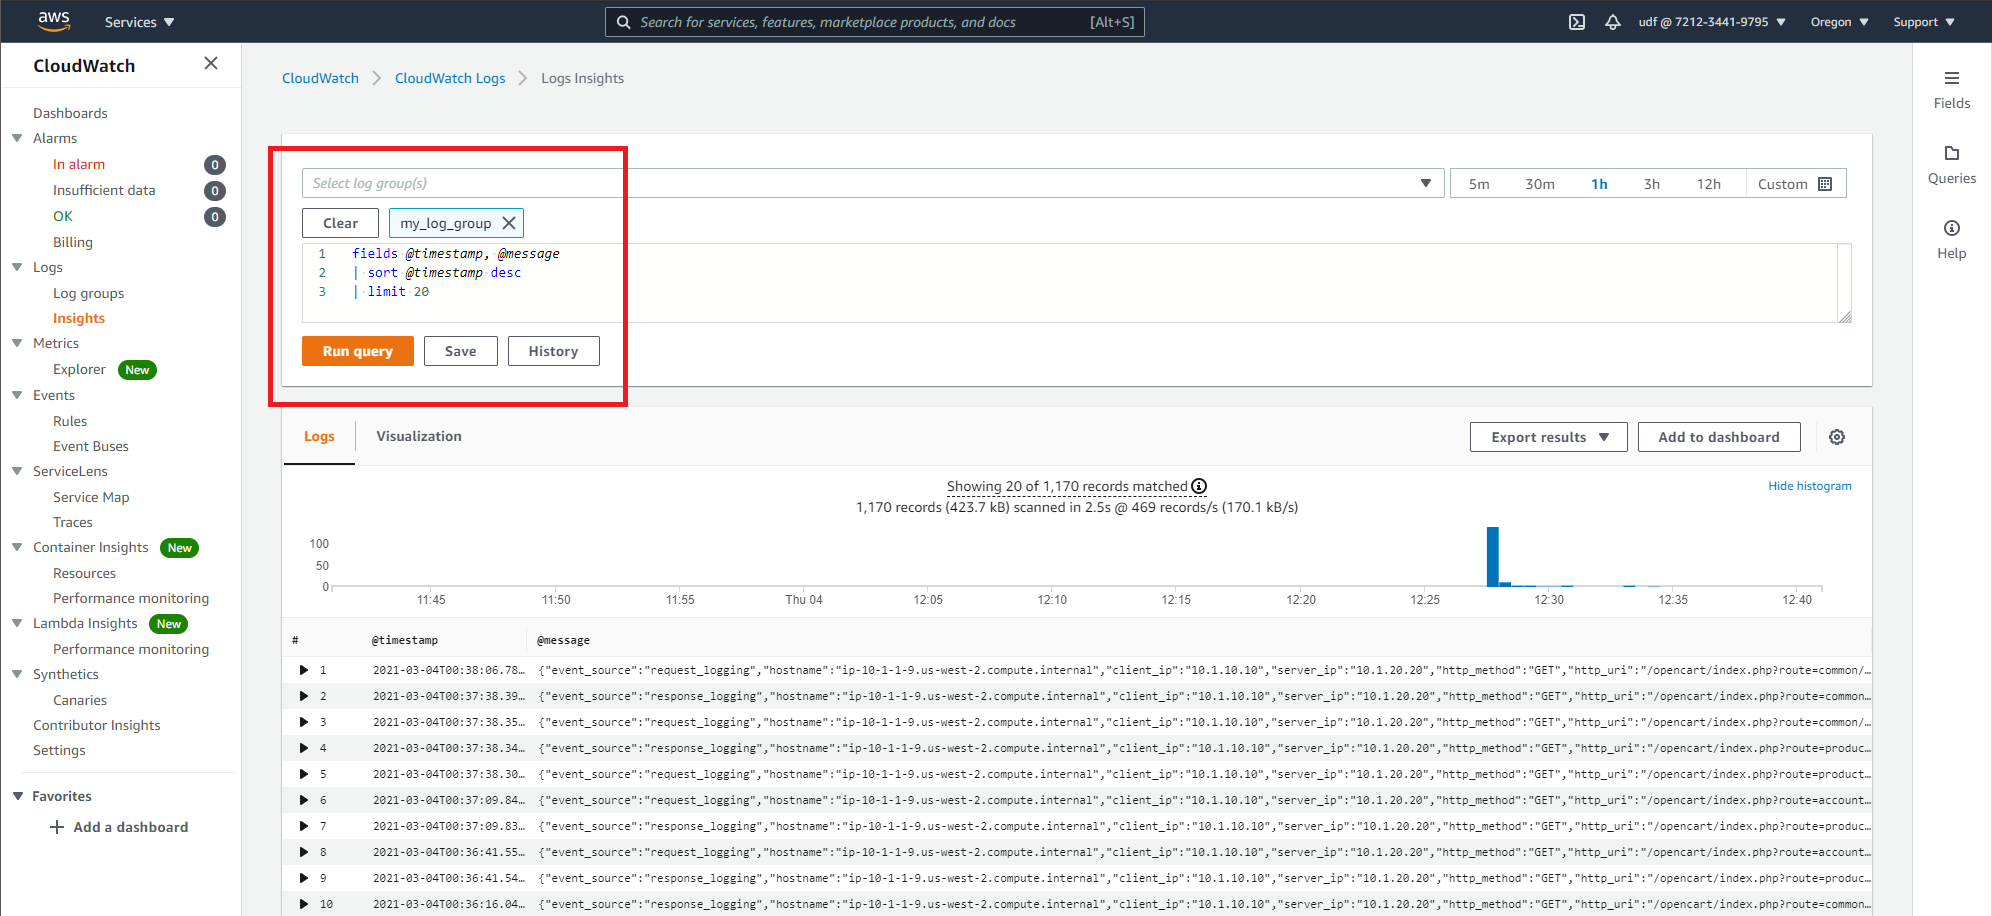 aws
Services
Search for services, features, marketplace products, and docs [Alt+S]
udf @ 7212-3441-9795
Oregon
Support
CloudWatch
Dashboards
Alarms
In alarm 0
Insufficient data 0
OK 0
Billing
Logs
Log groups
Insights
Metrics
Explorer New
Events
Rules
Event Buses
ServiceLens
Service Map
Traces
Container Insights New
Resources
Performance monitoring
Lambda Insights New
Performance monitoring
Synthetics
Canaries
Contributor Insights
Settings
Favorites
Add a dashboard
CloudWatch > CloudWatch Logs > Logs Insights
Select log group(s)
5m 30m 1h 3h 12h Custom
Clear my_log_group
1 fields @timestamp, @message
2 | sort @timestamp desc
3 | limit 20
Run query Save History
Logs Visualization
Export results Add to dashboard
Showing 20 of 1,170 records matched
Hide histogram
1,170 records (423.7 kB) scanned in 2.5s @ 469 records/s (170.1 kB/s)
100
50
0
11:45 11:50 11:55 Thu 04 12:05 12:10 12:15 12:20 12:25 12:30 12:35 12:40
# @timestamp @message
1 2021-03-04T00:38:06.78... {"event_source":"request_logging","hostname":"ip-10-1-1-9.us-west-2.compute.internal","client_ip":"10.1.10.10","server_ip":"10.1.20.20","http_method":"GET","http_uri":"/opencart/index.php?route=common/...
2 2021-03-04T00:37:38.39... {"event_source":"response_logging","hostname":"ip-10-1-1-9.us-west-2.compute.internal","client_ip":"10.1.10.10","server_ip":"10.1.20.20","http_method":"GET","http_uri":"/opencart/index.php?route=common...
3 2021-03-04T00:37:38.35... {"event_source":"request_logging","hostname":"ip-10-1-1-9.us-west-2.compute.internal","client_ip":"10.1.10.10","server_ip":"10.1.20.20","http_method":"GET","http_uri":"/opencart/index.php?route=common/...
4 2021-03-04T00:37:38.34... {"event_source":"response_logging","hostname":"ip-10-1-1-9.us-west-2.compute.internal","client_ip":"10.1.10.10","server_ip":"10.1.20.20","http_method":"GET","http_uri":"/opencart/index.php?route=produc...
5 2021-03-04T00:37:38.30... {"event_source":"request_logging","hostname":"ip-10-1-1-9.us-west-2.compute.internal","client_ip":"10.1.10.10","server_ip":"10.1.20.20","http_method":"GET","http_uri":"/opencart/index.php?route=product...
6 2021-03-04T00:37:09.84... {"event_source":"request_logging","hostname":"ip-10-1-1-9.us-west-2.compute.internal","client_ip":"10.1.10.10","server_ip":"10.1.20.20","http_method":"GET","http_uri":"/opencart/index.php?route=account...
7 2021-03-04T00:37:09.83... {"event_source":"response_logging","hostname":"ip-10-1-1-9.us-west-2.compute.internal","client_ip":"10.1.10.10","server_ip":"10.1.20.20","http_method":"GET","http_uri":"/opencart/index.php?route=produc...
8 2021-03-04T00:36:41.55... {"event_source":"request_logging","hostname":"ip-10-1-1-9.us-west-2.compute.internal","client_ip":"10.1.10.10","server_ip":"10.1.20.20","http_method":"GET","http_uri":"/opencart/index.php?route=account...
9 2021-03-04T00:36:41.54... {"event_source":"response_logging","hostname":"ip-10-1-1-9.us-west-2.compute.internal","client_ip":"10.1.10.10","server_ip":"10.1.20.20","http_method":"GET","http_uri":"/opencart/index.php?route=produc...
10 2021-03-04T00:36:16.04... {"event_source":"response_logging","hostname":"ip-10-1-1-9.us-west-2.compute.internal","client_ip":"10.1.10.10","server_ip":"10.1.20.20","http_method":"GET","http_uri":"/opencart/index.php?route=produc...
Fields
Queries
Help